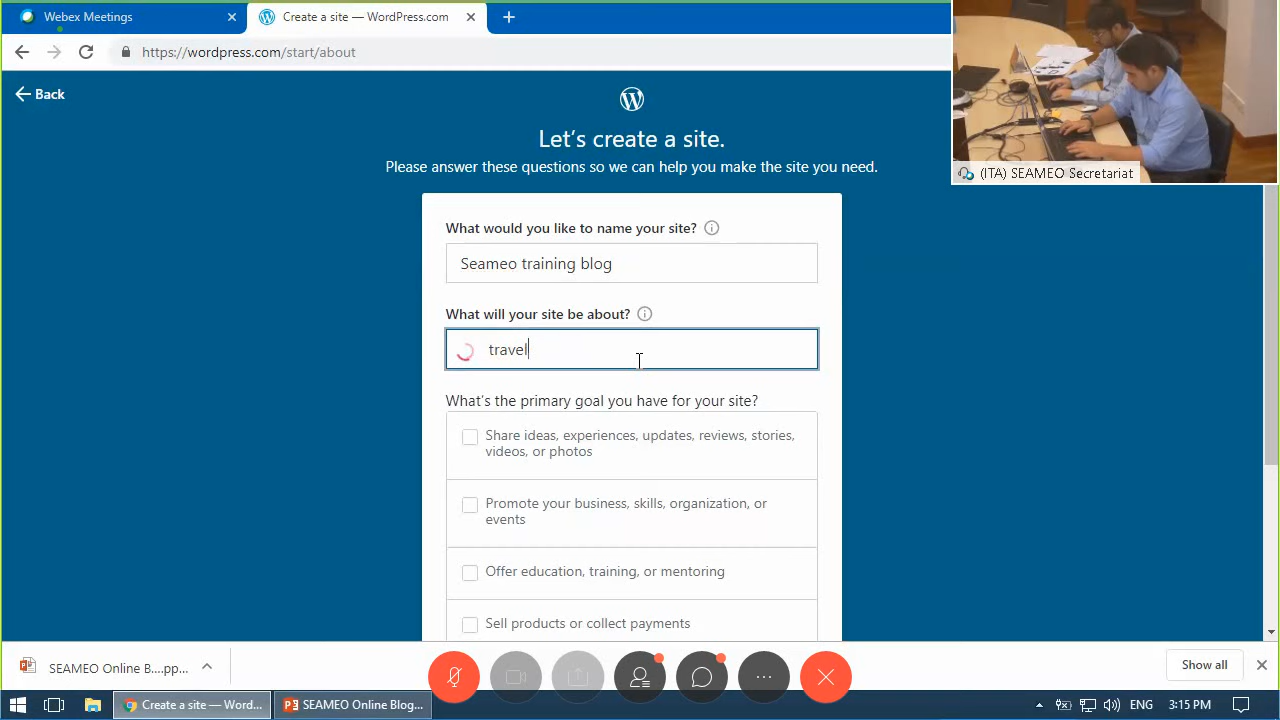 Webex Meetings
Create a site — WordPress.com
https://wordpress.com/start/about
Back
(ITA) SEAMEO Secretariat
Let's create a site.
Please answer these questions so we can help you make the site you need.
What would you like to name your site?
Seameo training blog
What will your site be about?
travel
What's the primary goal you have for your site?
Share ideas, experiences, updates, reviews, stories,
videos, or photos
Promote your business, skills, organization, or
events
Offer education, training, or mentoring
Sell products or collect payments
SEAMEO Online B....pp...
Show all
Create a site — Word...
SEAMEO Online Blog...
ENG
3:15 PM